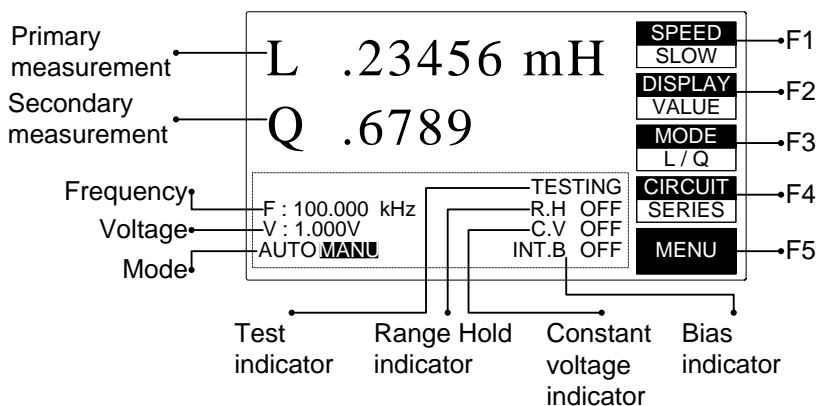 Primary
measurement
Secondary
measurement
Frequency
Voltage
Mode
L .23456 mH
Q .6789
F : 100.000 kHz
V : 1.000V
AUTO MANU
TESTING
R.H OFF
C.V OFF
INT.B OFF
SPEED
SLOW
DISPLAY
VALUE
MODE
L / Q
CIRCUIT
SERIES
MENU
F1
F2
F3
F4
F5
Test
indicator
Range Hold
indicator
Constant
voltage
indicator
Bias
indicator